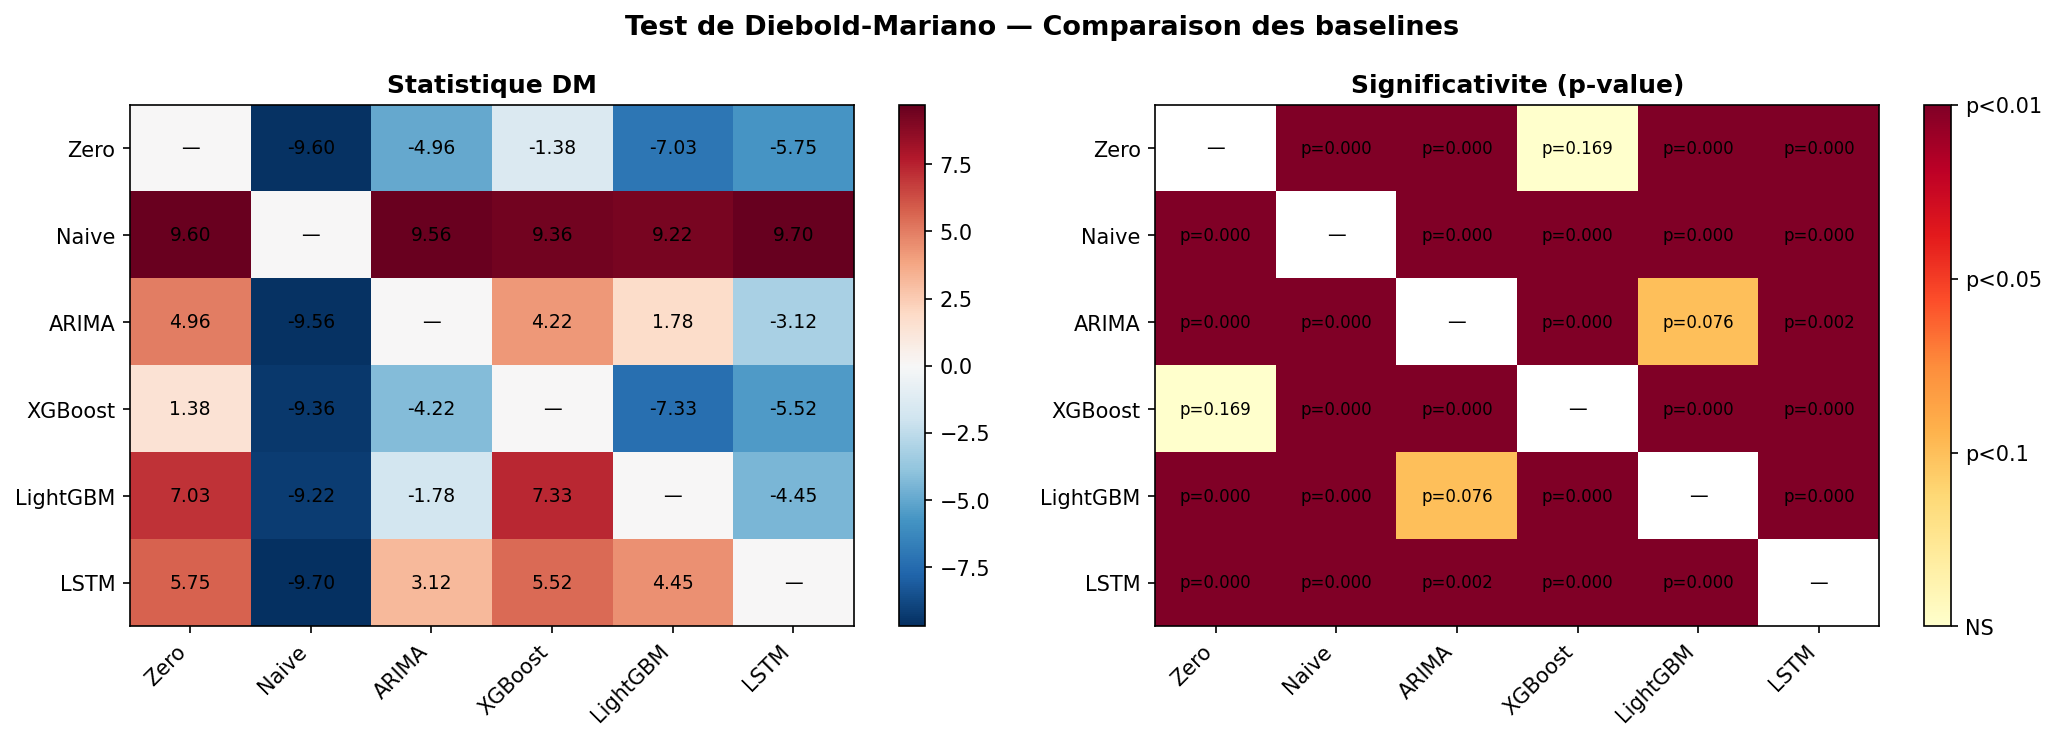 Test de Diebold-Mariano — Comparaison des baselines
Statistique DM
Zero — -9.60 -4.96 -1.38 -7.03 -5.75
Naive 9.60 — 9.56 9.36 9.22 9.70
ARIMA 4.96 -9.56 — 4.22 1.78 -3.12
XGBoost 1.38 -9.36 -4.22 — -7.33 -5.52
LightGBM 7.03 -9.22 -1.78 7.33 — -4.45
LSTM 5.75 -9.70 3.12 5.52 4.45 —
Zero Naive ARIMA XGBoost LightGBM LSTM
7.5
5.0
2.5
0.0
−2.5
−5.0
−7.5
Significativite (p-value)
Zero — p=0.000 p=0.000 p=0.169 p=0.000 p=0.000
Naive p=0.000 — p=0.000 p=0.000 p=0.000 p=0.000
ARIMA p=0.000 p=0.000 — p=0.000 p=0.076 p=0.002
XGBoost p=0.169 p=0.000 p=0.000 — p=0.000 p=0.000
LightGBM p=0.000 p=0.000 p=0.076 p=0.000 — p=0.000
LSTM p=0.000 p=0.000 p=0.002 p=0.000 p=0.000 —
Zero Naive ARIMA XGBoost LightGBM LSTM
p<0.01
p<0.05
p<0.1
NS